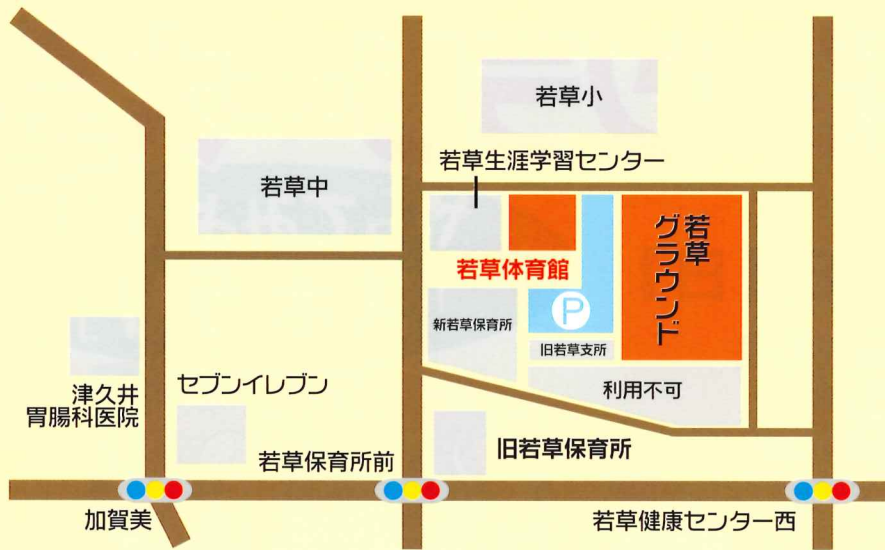 若草小
若草生涯学習センター
若草中
若草
グラウンド
若草体育館
P
新若草保育所
旧若草支所
利用不可
津久井
胃腸科医院
セブンイレブン
若草保育所前
旧若草保育所
加賀美
若草健康センター西